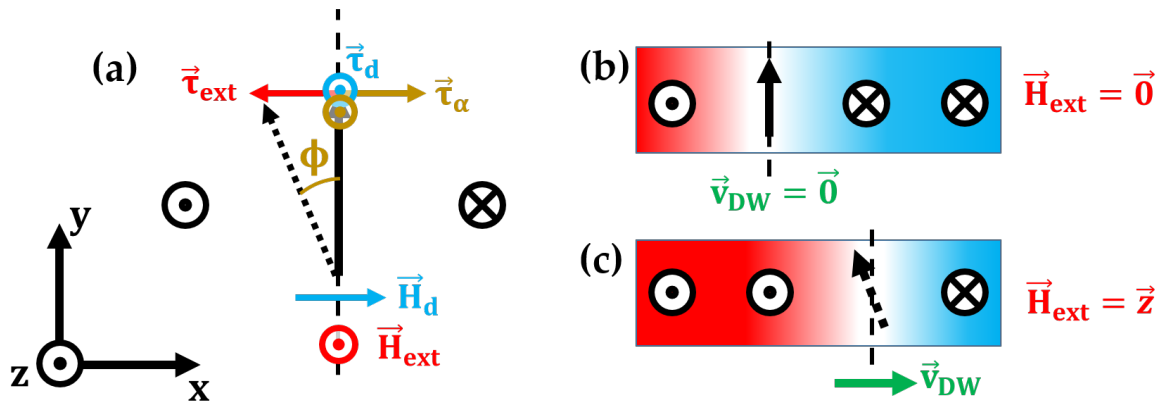 (a)
τ⃗d
τ⃗ext
τ⃗α
ϕ
y
H⃗d
H⃗ext
z
x
(b)
H⃗ext = 0⃗
v⃗DW = 0⃗
(c)
H⃗ext = z⃗
v⃗DW